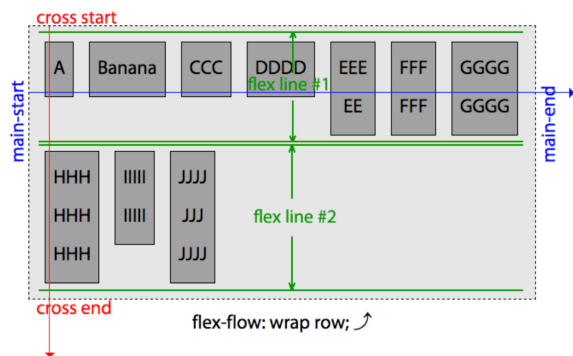 cross start
A Banana CCC DDDD EEE FFF GGGG
flex line #1
EE FFF GGGG
main-start
main-end
HHH IIIII JJJJ
HHH IIIII JJJ
flex line #2
HHH JJJJ
cross end
flex-flow: wrap row;